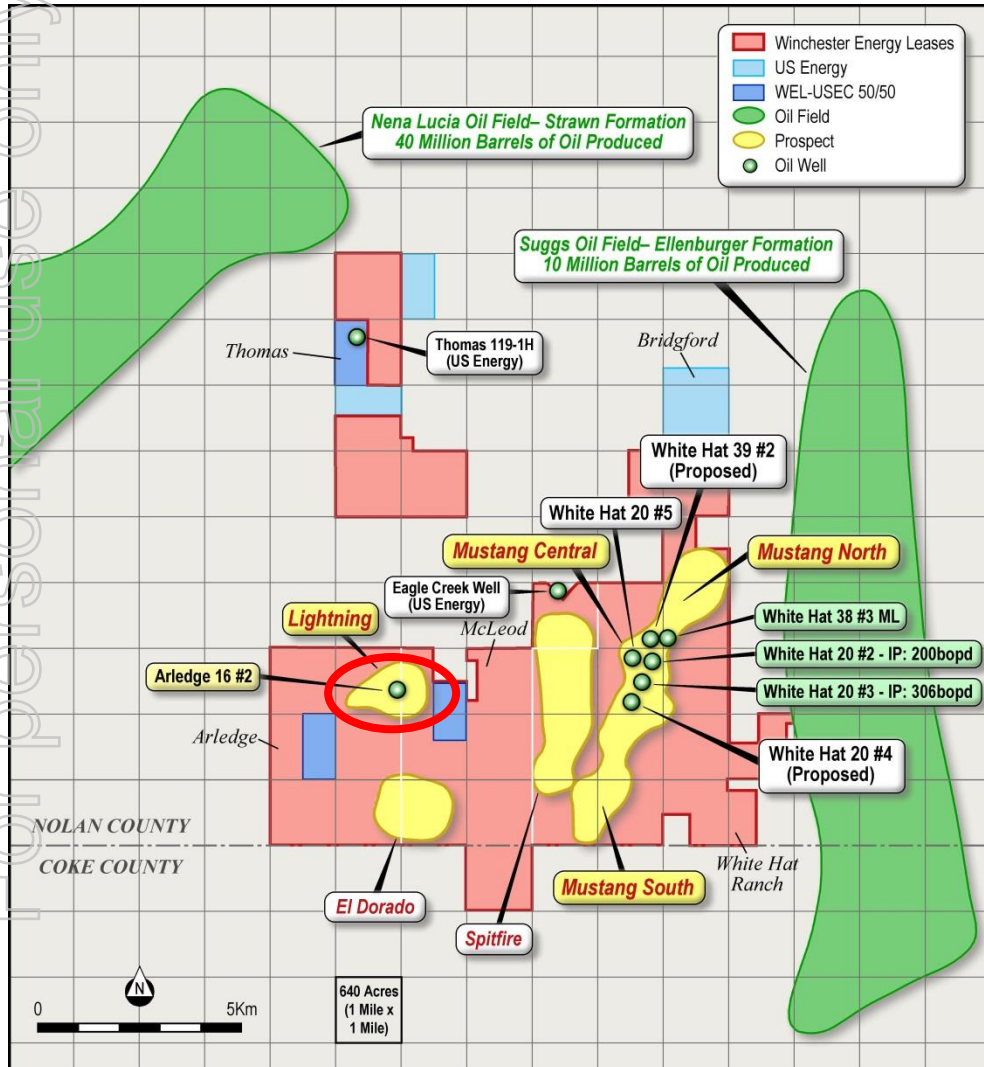 For personal use only
Winchester Energy Leases
US Energy
WEL-USEC 50/50
Oil Field
Prospect
Oil Well
Nena Lucia Oil Field– Strawn Formation
40 Million Barrels of Oil Produced
Suggs Oil Field– Ellenburger Formation
10 Million Barrels of Oil Produced
Thomas
Thomas 119-1H
(US Energy)
Bridgford
White Hat 39 #2
(Proposed)
White Hat 20 #5
Mustang Central
Mustang North
Eagle Creek Well
(US Energy)
McLeod
Lightning
White Hat 38 #3 ML
White Hat 20 #2 - IP: 200bopd
White Hat 20 #3 - IP: 306bopd
Arledge 16 #2
Arledge
White Hat 20 #4
(Proposed)
NOLAN COUNTY
COKE COUNTY
White Hat
Ranch
Mustang South
El Dorado
Spitfire
N
0
5Km
640 Acres
(1 Mile x
1 Mile)